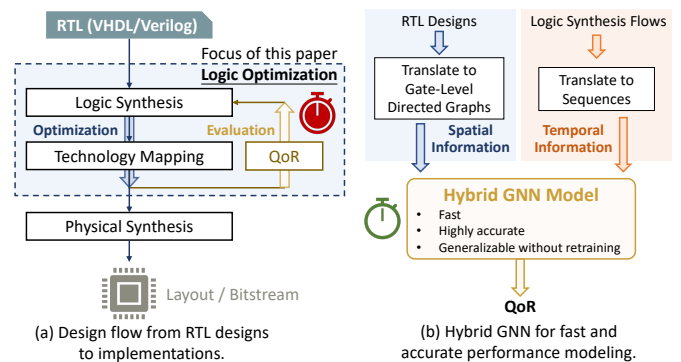 RTL (VHDL/Verilog)
Focus of this paper
Logic Optimization
Logic Synthesis
Optimization
Evaluation
Technology Mapping
QoR
Physical Synthesis
Layout / Bitstream
(a) Design flow from RTL designs
to implementations.
RTL Designs
Logic Synthesis Flows
Translate to
Gate-Level
Directed Graphs
Translate to
Sequences
Spatial
Information
Temporal
Information
Hybrid GNN Model
• Fast
• Highly accurate
• Generalizable without retraining
QoR
(b) Hybrid GNN for fast and
accurate performance modeling.